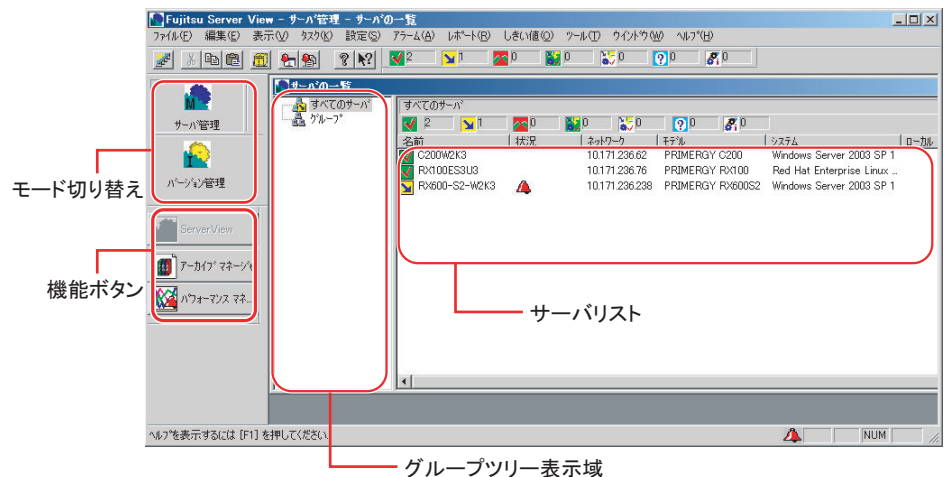 Fujitsu Server View - サーバ管理 - サーバの一覧
ファイル(F) 編集(E) 表示(V) タスク(K) 設定(S) アラーム(A) レポート(R) しきい値(O) ツール(T) ウインドウ(W) ヘルプ(H)
2 1 0 0 0 0 0
サーバの一覧
サーバ管理
バージョン管理
モード切り替え
ServerView
アーカイブ マネージャ
パフォーマンス マネ...
機能ボタン
すべてのサーバ
グループ
すべてのサーバ
2 1 0 0 0 0 0
名前 状況 ネットワーク モデル システム ローカル
C200W2K3 10.171.236.62 PRIMERGY C200 Windows Server 2003 SP 1
RX100ES3U3 10.171.236.76 PRIMERGY RX100 Red Hat Enterprise Linux ...
RX600-S2-W2K3 10.171.236.238 PRIMERGY RX600S2 Windows Server 2003 SP 1
サーバリスト
ヘルプを表示するには [F1] を押してください.
NUM
グループツリー表示域